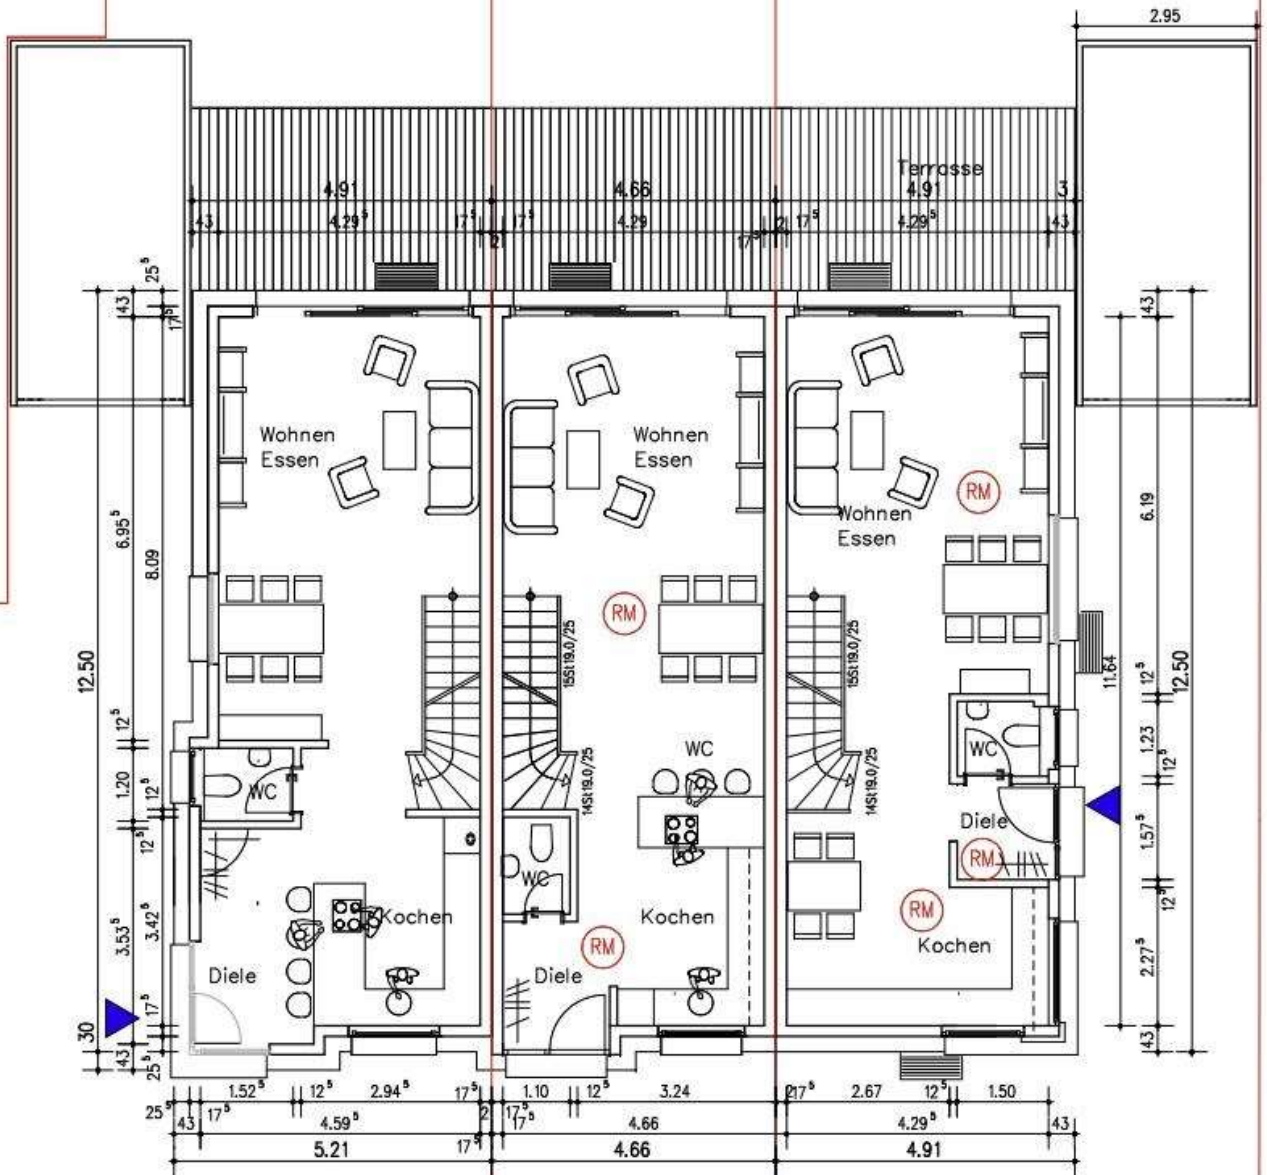 2.95
Terrasse
4.91
4.66
4.91
3
43
4.29⁵
17⁵
2
17⁵
4.29
17⁵
2
17⁵
4.29⁵
43
25⁵
43
17⁵
43
Wohnen
Essen
Wohnen
Essen
RM
Wohnen
Essen
6.95⁵
8.09
6.19
RM
15St19.0/25
15St19.0/25
12.50
11.64
12⁵
12.50
12⁵
WC
WC
1.23
1.20
12⁵
WC
14St19.0/25
14St19.0/25
12⁵
Diele
12⁵
1.57⁵
RM
WC
3.53⁵
3.42⁵
Kochen
Kochen
RM
12⁵
RM
Kochen
Diele
Diele
2.27⁵
17⁵
30
43
25⁵
43
1.52⁵
12⁵
2.94⁵
17⁵
1.10
12⁵
3.24
2
17⁵
2.67
12⁵
1.50
25⁵
17⁵
2
17⁵
43
4.59⁵
17⁵
17⁵
4.66
4.29⁵
43
5.21
4.66
4.91